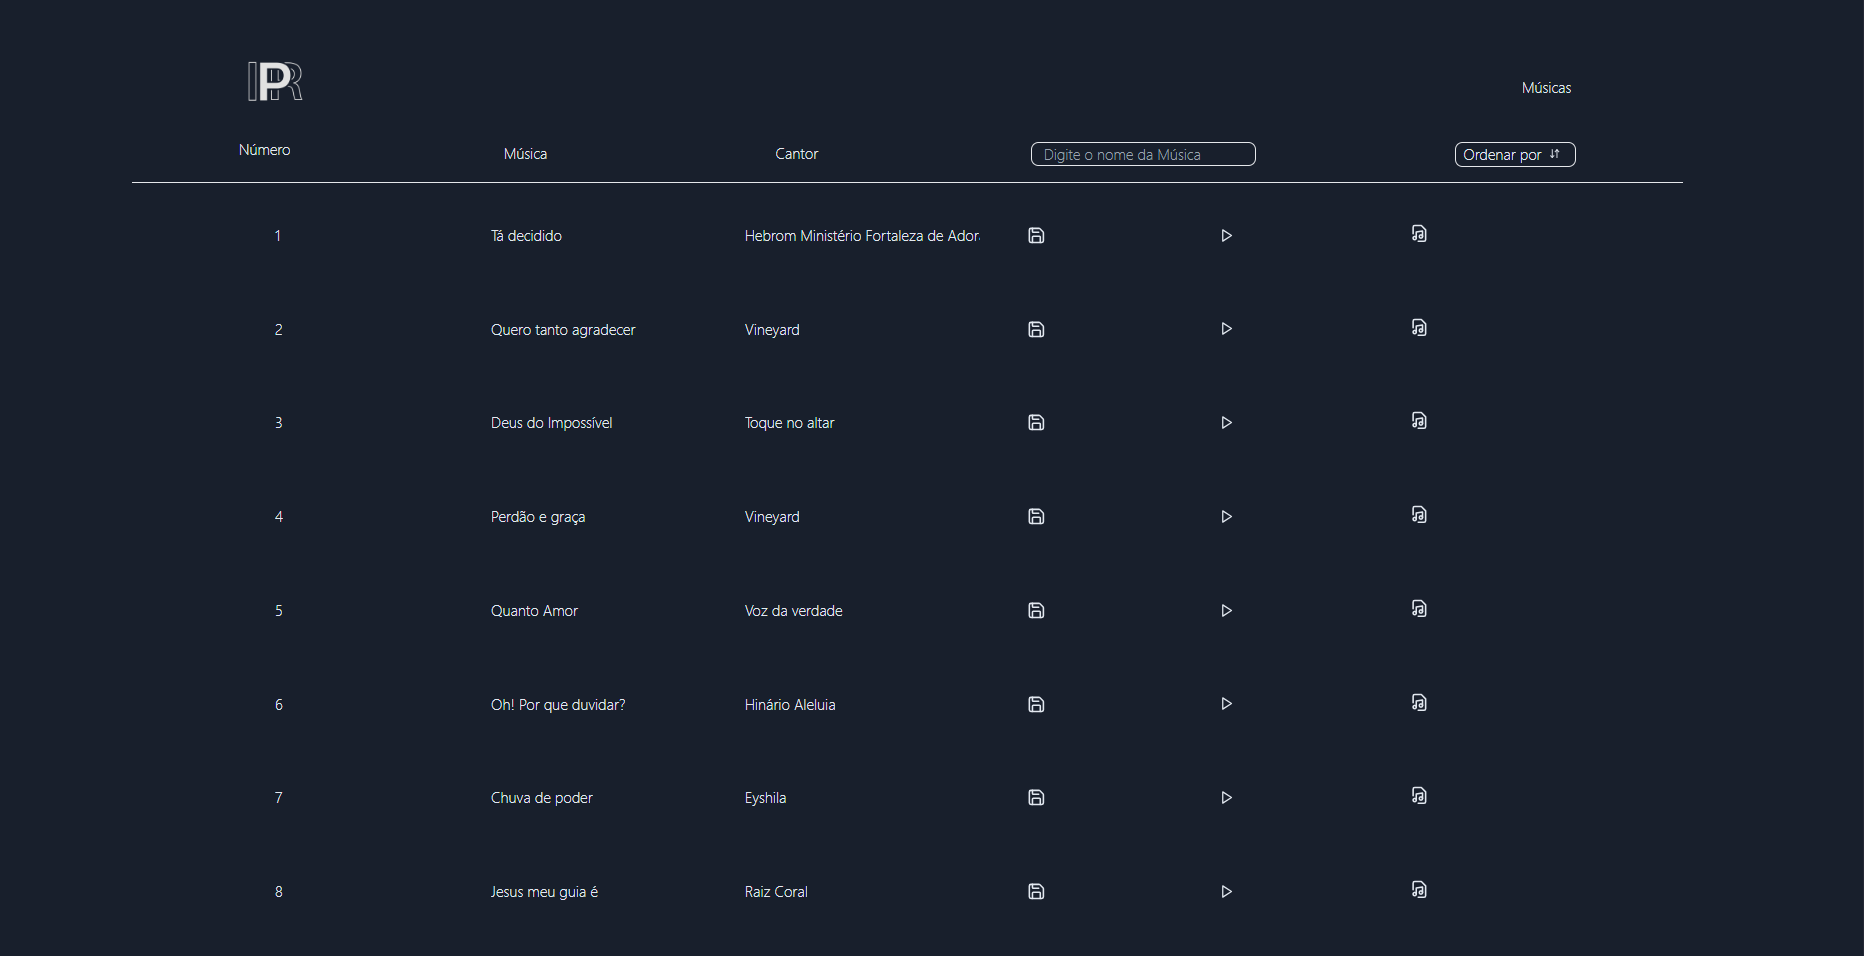 IPR
Músicas
Número Música Cantor Digite o nome da Música Ordenar por
1 Tá decidido Hebrom Ministério Fortaleza de Ador
2 Quero tanto agradecer Vineyard
3 Deus do Impossível Toque no altar
4 Perdão e graça Vineyard
5 Quanto Amor Voz da verdade
6 Oh! Por que duvidar? Hinário Aleluia
7 Chuva de poder Eyshila
8 Jesus meu guia é Raiz Coral